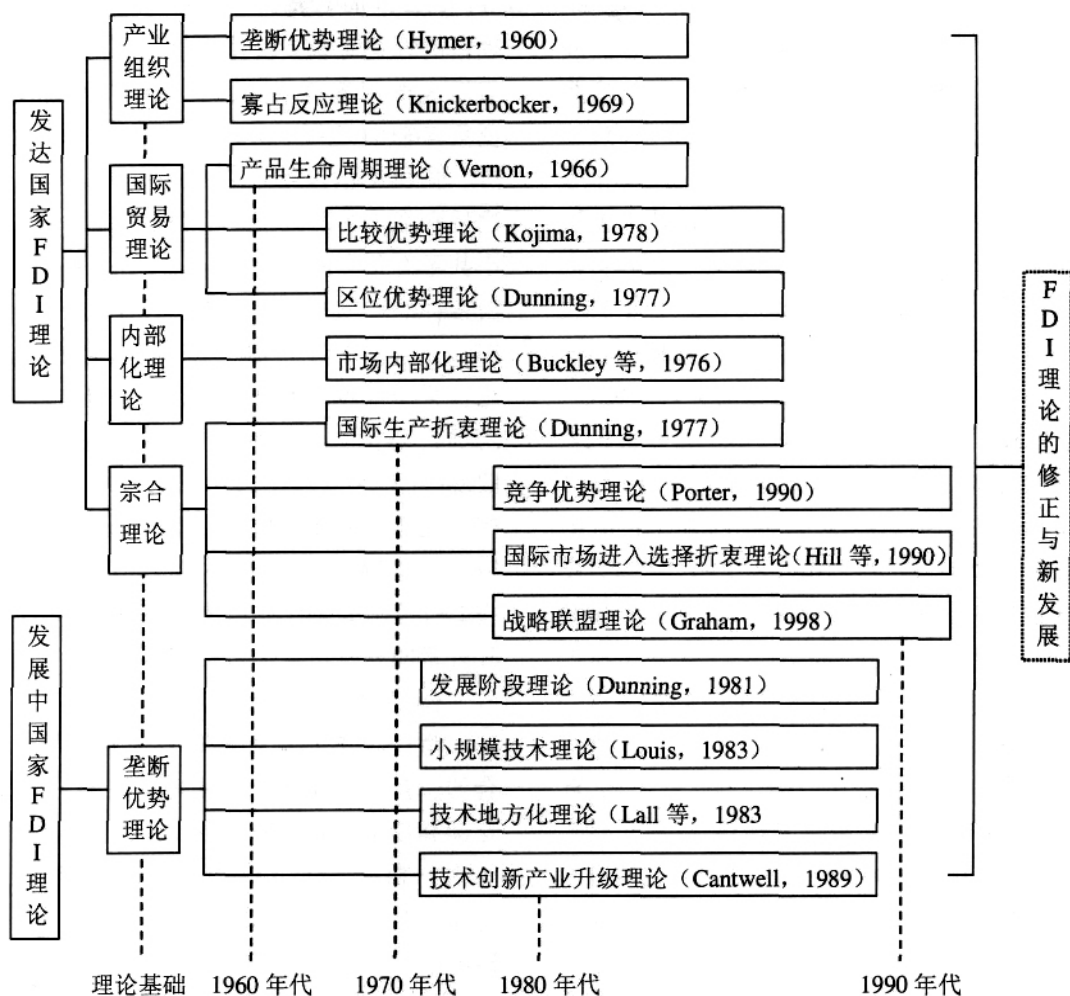 发达国家FDI理论
产业
组织
理论
垄断优势理论（Hymer，1960）
寡占反应理论（Knickerbocker，1969）
国际
贸易
理论
产品生命周期理论（Vernon，1966）
比较优势理论（Kojima，1978）
区位优势理论（Dunning，1977）
内部
化理
论
市场内部化理论（Buckley 等，1976）
宗合
理论
国际生产折衷理论（Dunning，1977）
竞争优势理论（Porter，1990）
国际市场进入选择折衷理论（Hill 等，1990）
战略联盟理论（Graham，1998）
发展中国家FDI理论
垄断
优势
理论
发展阶段理论（Dunning，1981）
小规模技术理论（Louis，1983）
技术地方化理论（Lall 等，1983
技术创新产业升级理论（Cantwell，1989）
FDI理论的修正与新发展
理论基础 1960 年代 1970 年代 1980 年代 1990 年代